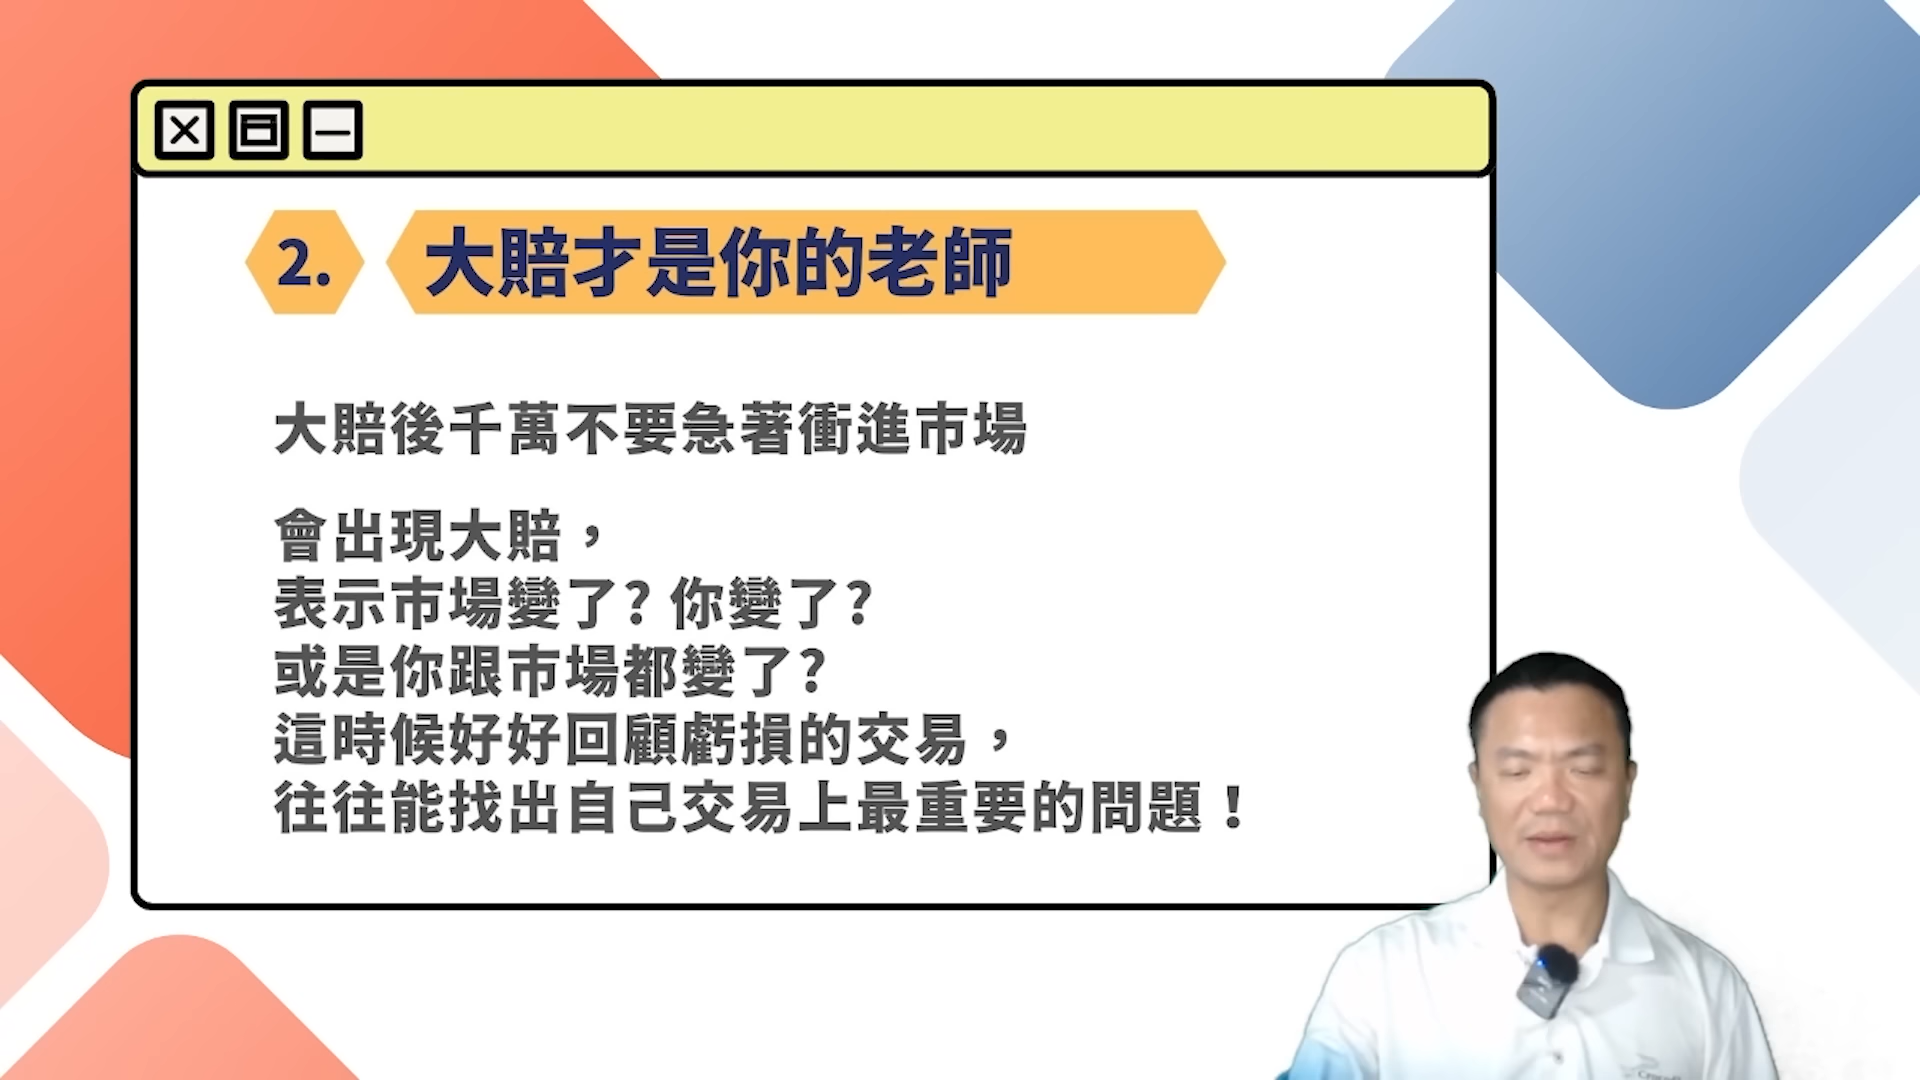 2. 大賠才是你的老師
大賠後千萬不要急著衝進市場
會出現大賠，
表示市場變了? 你變了?
或是你跟市場都變了?
這時候好好回顧虧損的交易，
往往能找出自己交易上最重要的問題！